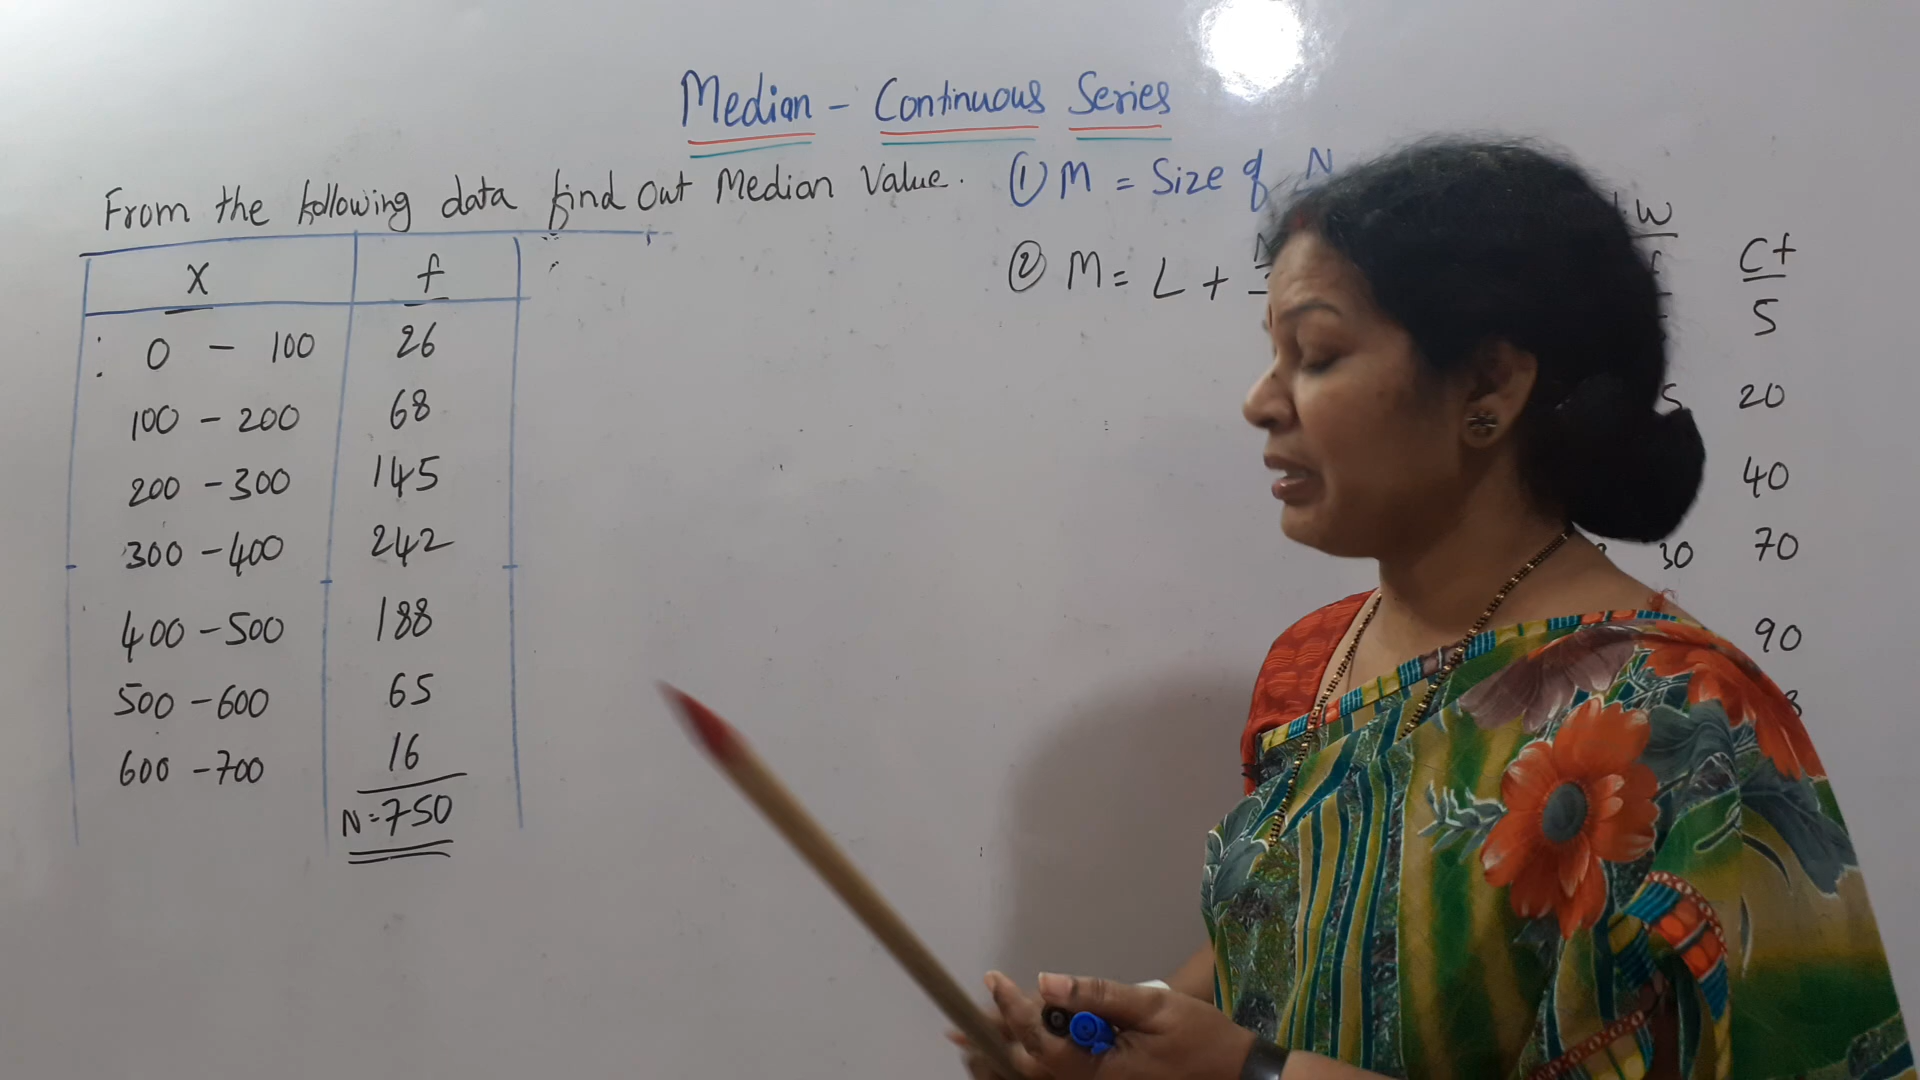 Median - Continuous Series
From the following data find out Median Value.
① M = Size of N
② M = L +
X f
0 - 100 26
100 - 200 68
200 - 300 145
300 - 400 242
400 - 500 188
500 - 600 65
600 - 700 16
N = 750
W
Cf
5
5 20
40
30 70
90